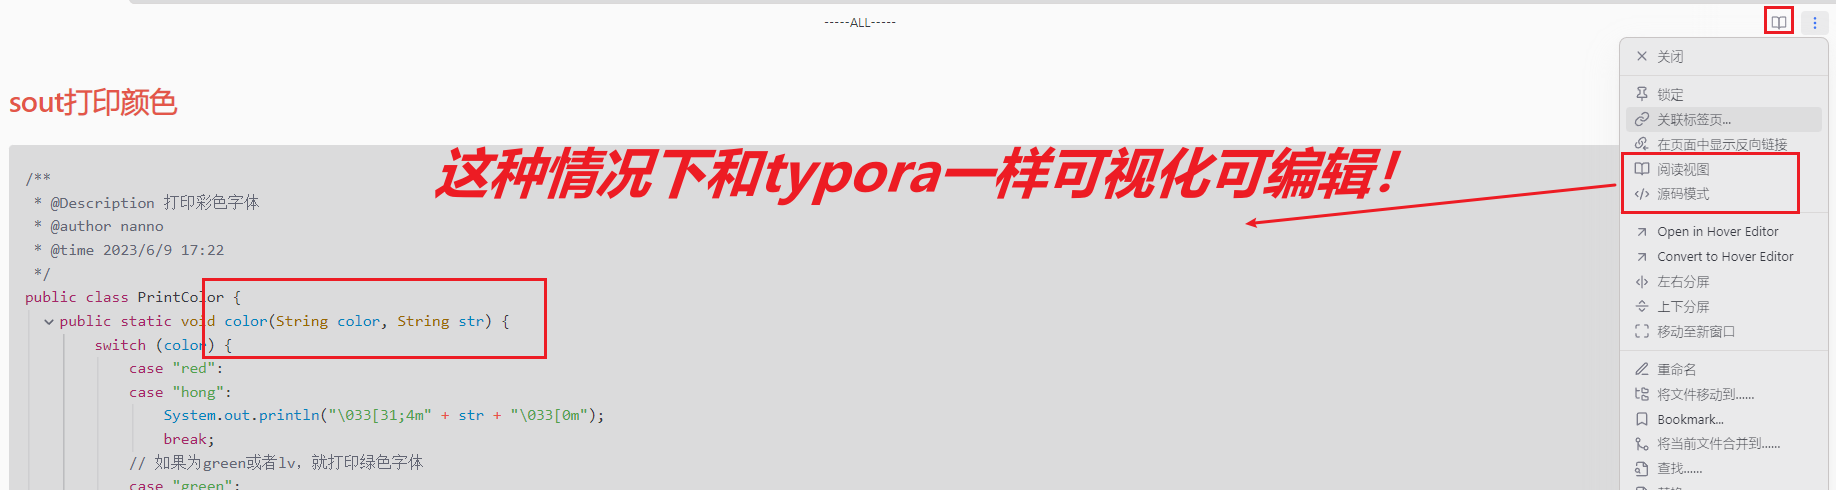 -----ALL-----
关闭
sout打印颜色
锁定
关联标签页...
在页面中显示反向链接
这种情况下和typora一样可视化可编辑！
阅读视图
源码模式
/**
* @Description 打印彩色字体
* @author nanno
* @time 2023/6/9 17:22
*/
public class PrintColor {
public static void color(String color, String str) {
switch (color) {
case "red":
case "hong":
System.out.println("\033[31;4m" + str + "\033[0m");
break;
// 如果为green或者lv，就打印绿色字体
case "green":
Open in Hover Editor
Convert to Hover Editor
左右分屏
上下分屏
移动至新窗口
重命名
将文件移动到......
Bookmark...
将当前文件合并到......
查找......